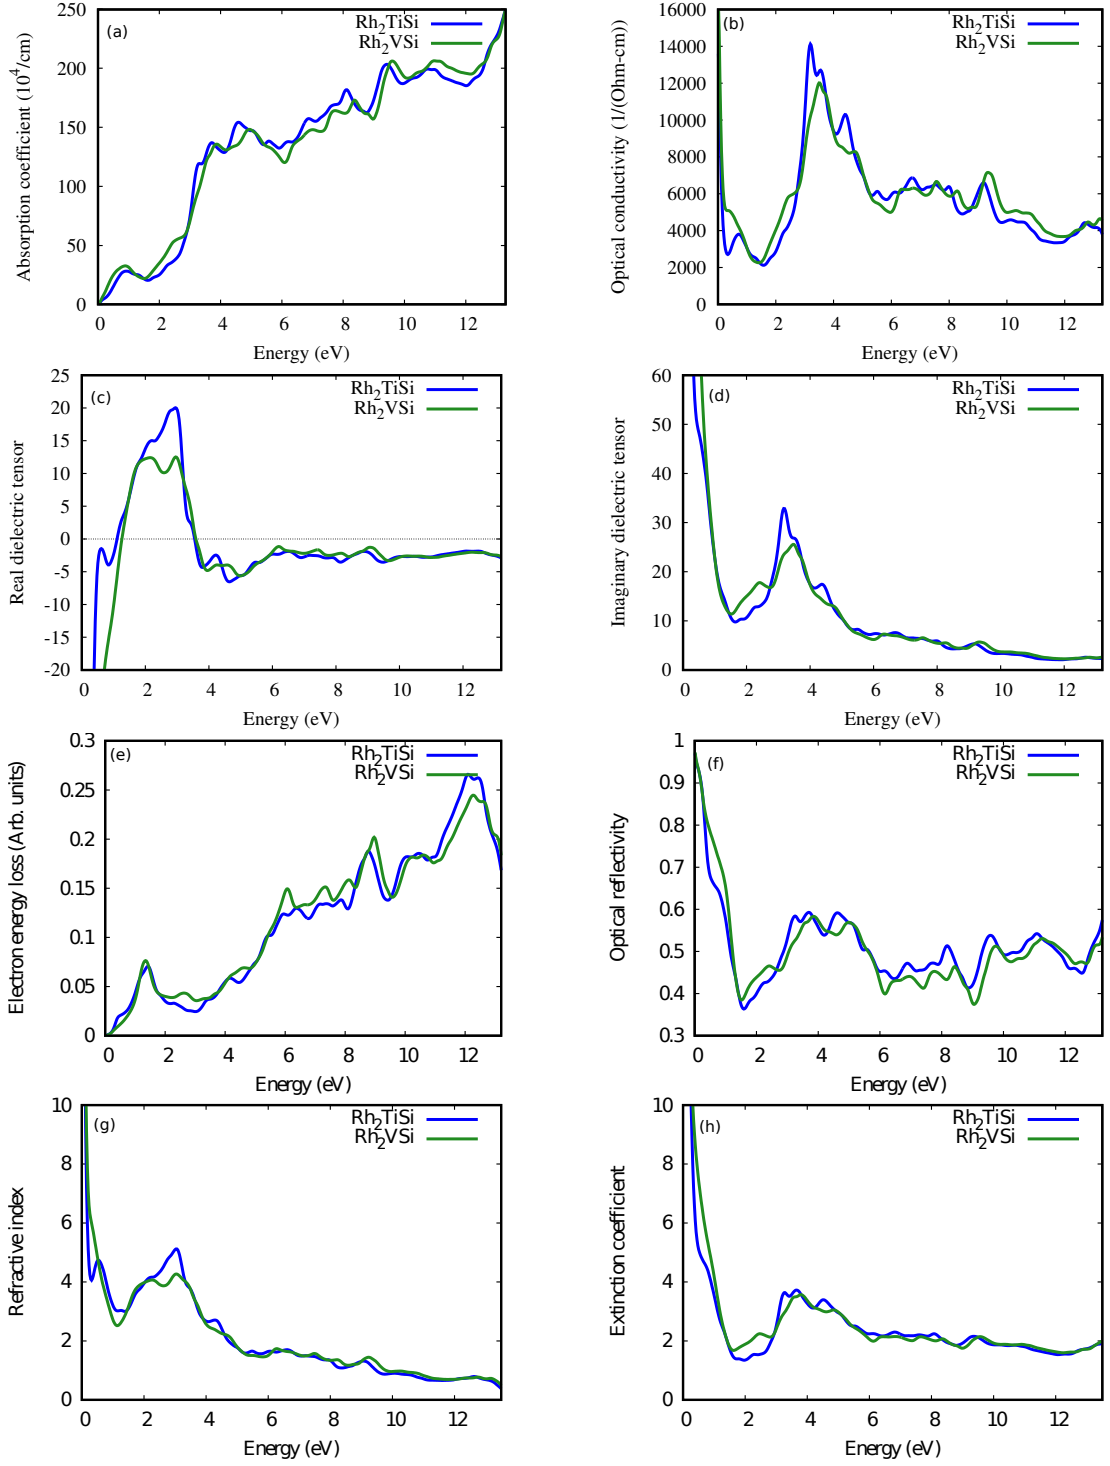 (a)
Rh2TiSi
Rh2VSi
Absorption coefficient (10^4/cm)
250
200
150
100
50
0
0 2 4 6 8 10 12
Energy (eV)
(b)
Rh2TiSi
Rh2VSi
Optical conductivity (1/(Ohm-cm))
16000
14000
12000
10000
8000
6000
4000
2000
0
0 2 4 6 8 10 12
Energy (eV)
(c)
Rh2TiSi
Rh2VSi
Real dielectric tensor
25
20
15
10
5
0
-5
-10
-15
-20
0 2 4 6 8 10 12
Energy (eV)
(d)
Rh2TiSi
Rh2VSi
Imaginary dielectric tensor
60
50
40
30
20
10
0
0 2 4 6 8 10 12
Energy (eV)
(e)
Rh2TiSi
Rh2VSi
Electron energy loss (Arb. units)
0.3
0.25
0.2
0.15
0.1
0.05
0
0 2 4 6 8 10 12
Energy (eV)
(f)
Rh2TiSi
Rh2VSi
Optical reflectivity
1
0.9
0.8
0.7
0.6
0.5
0.4
0.3
0 2 4 6 8 10 12
Energy (eV)
(g)
Rh2TiSi
Rh2VSi
Refractive index
10
8
6
4
2
0
0 2 4 6 8 10 12
Energy (eV)
(h)
Rh2TiSi
Rh2VSi
Extinction coefficient
10
8
6
4
2
0
0 2 4 6 8 10 12
Energy (eV)